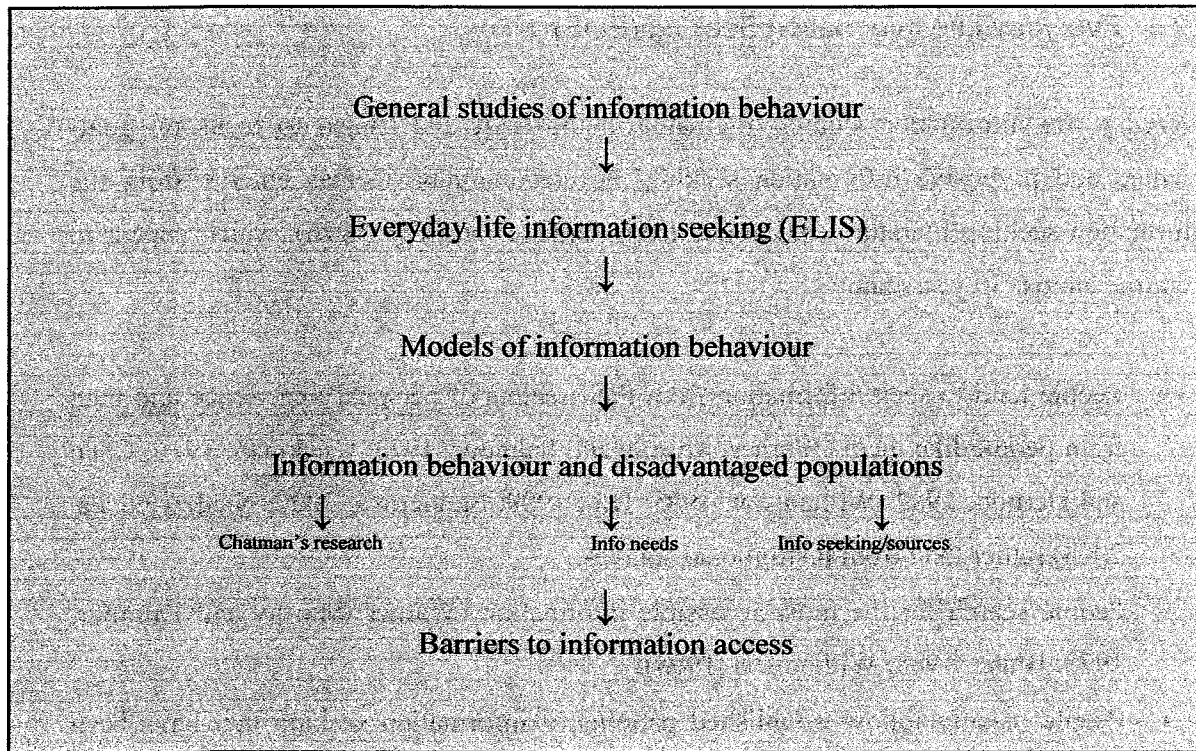 General studies of information behaviour
↓
Everyday life information seeking (ELIS)
↓
Models of information behaviour
↓
Information behaviour and disadvantaged populations
↓ ↓ ↓
Chatman's research Info needs Info seeking/sources
↓
Barriers to information access